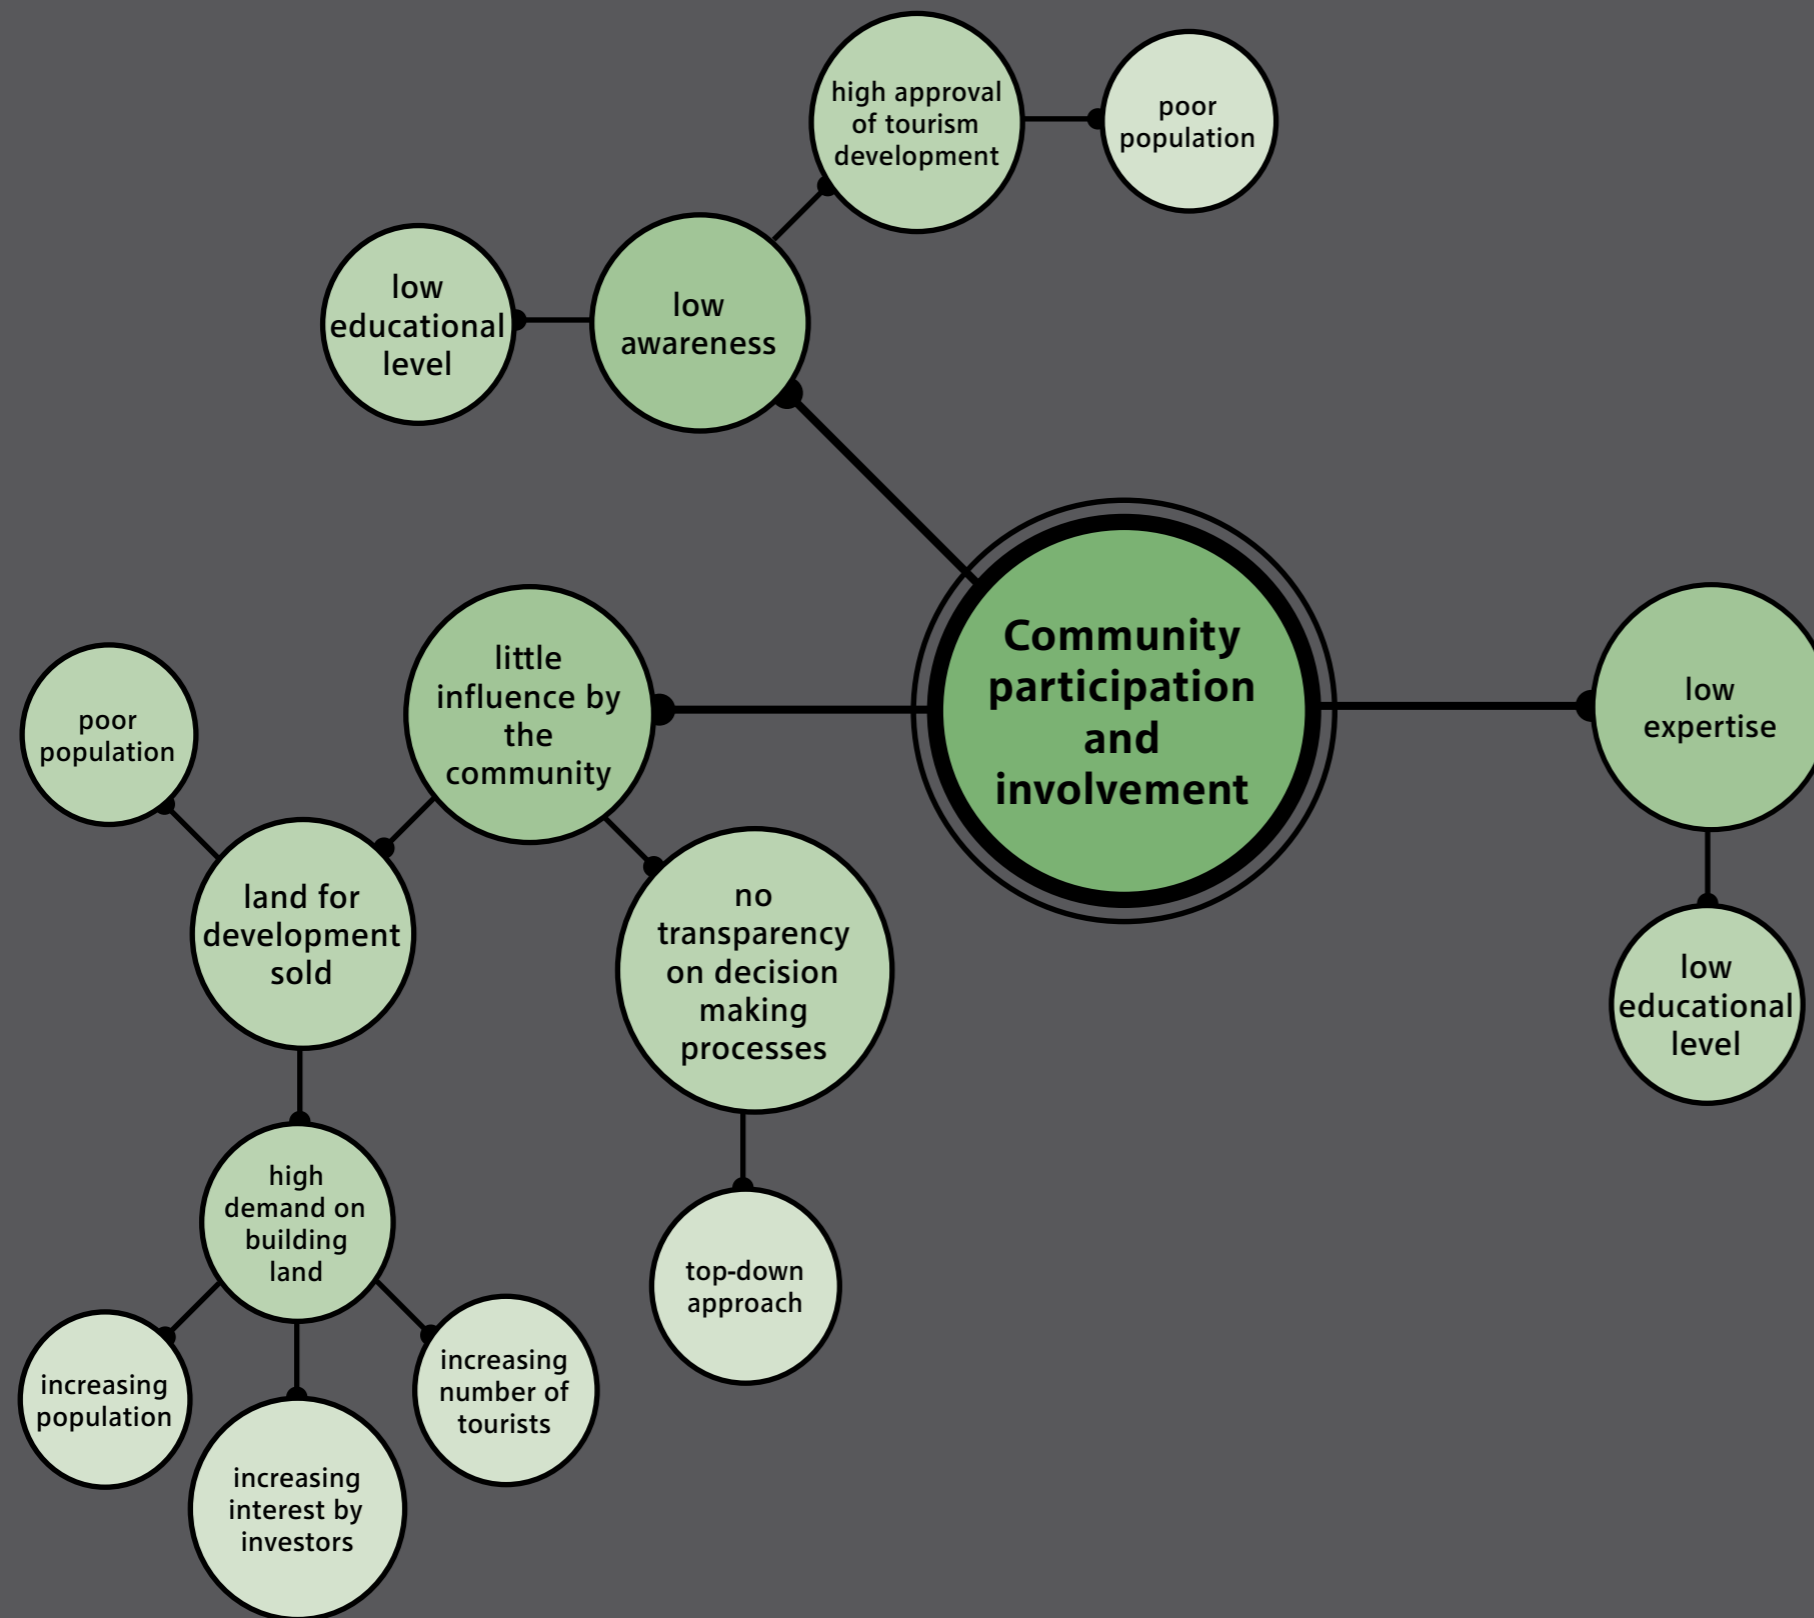 high approval
of tourism
development
poor
population
low
educational
level
low
awareness
Community
participation
and
involvement
little
influence by
the
community
low
expertise
poor
population
land for
development
sold
no
transparency
on decision
making
processes
low
educational
level
high
demand on
building
land
top-down
approach
increasing
population
increasing
number of
tourists
increasing
interest by
investors